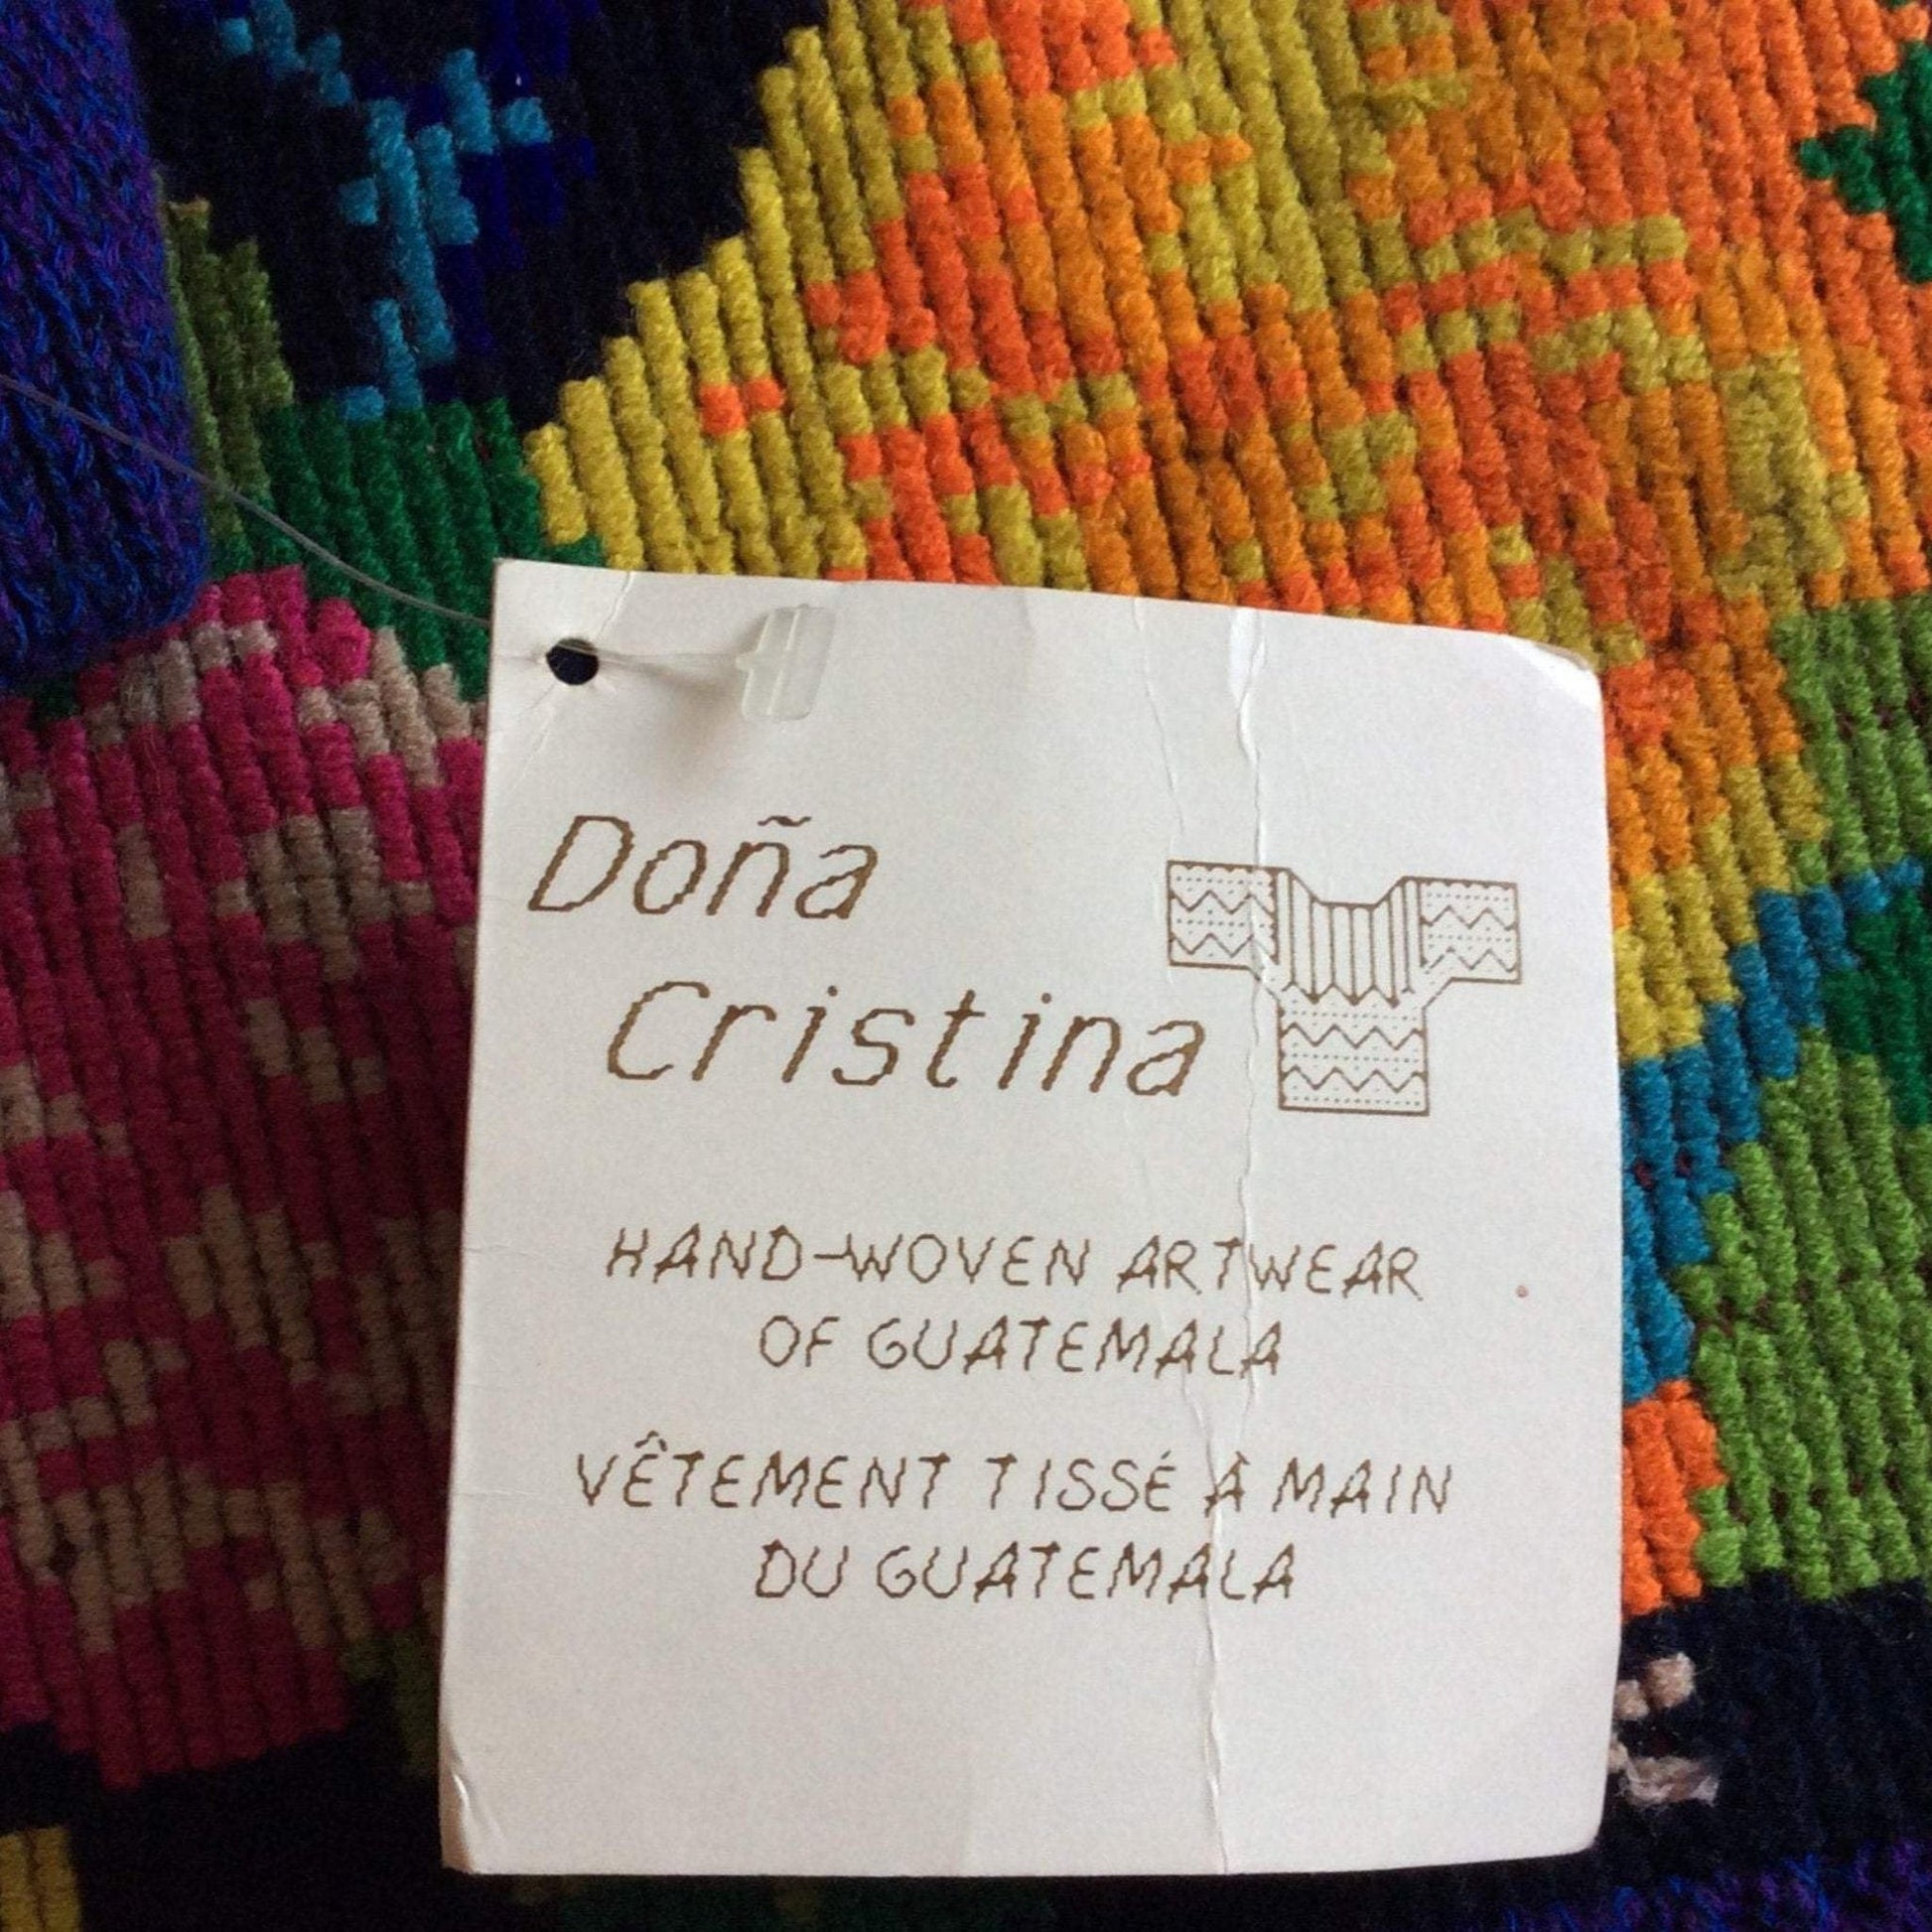 Doña
Cristina
HAND-WOVEN ARTWEAR
OF GUATEMALA
VÊTEMENT TISSÉ À MAIN
DU GUATEMALA